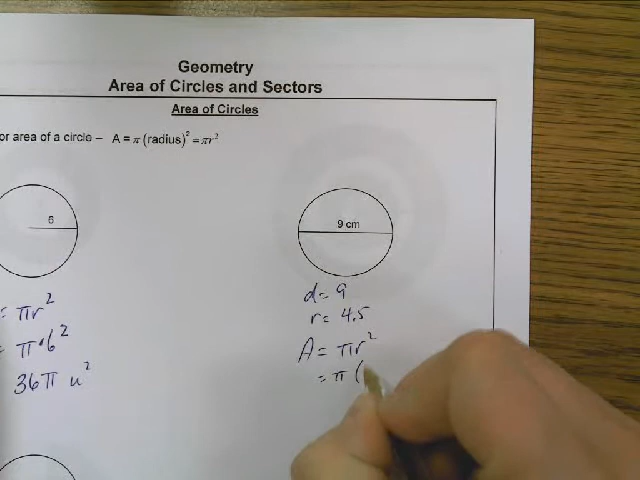 Geometry
Area of Circles and Sectors
Area of Circles
or area of a circle – A = π(radius)² = πr²
6
9 cm
= πr²
= π·6²
36π u²
d= 9
r= 4.5
A = πr²
= π (